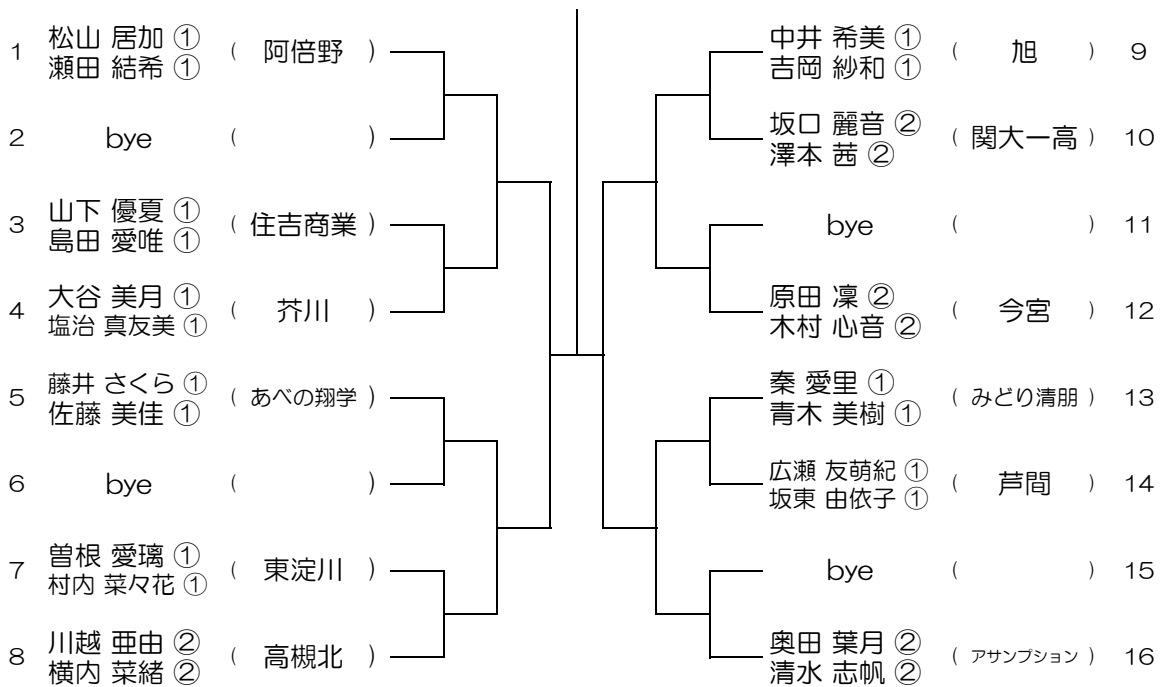 1 松山 居加 ① 瀬田 結希 ① ( 阿倍野 )
2 bye ( )
3 山下 優夏 ① 島田 愛唯 ① ( 住吉商業 )
4 大谷 美月 ① 塩治 真友美 ① ( 芥川 )
5 藤井 さくら ① 佐藤 美佳 ① ( あべの翔学 )
6 bye ( )
7 曽根 愛璃 ① 村内 菜々花 ① ( 東淀川 )
8 川越 亜由 ② 横内 菜緒 ② ( 高槻北 )
中井 希美 ① 吉岡 紗和 ① ( 旭 ) 9
坂口 麗音 ② 澤本 茜 ② ( 関大一高 ) 10
bye ( ) 11
原田 凜 ② 木村 心音 ② ( 今宮 ) 12
秦 愛里 ① 青木 美樹 ① ( みどり清朋 ) 13
広瀬 友萌紀 ① 坂東 由依子 ① ( 芦間 ) 14
bye ( ) 15
奥田 葉月 ② 清水 志帆 ② ( アサンプション ) 16